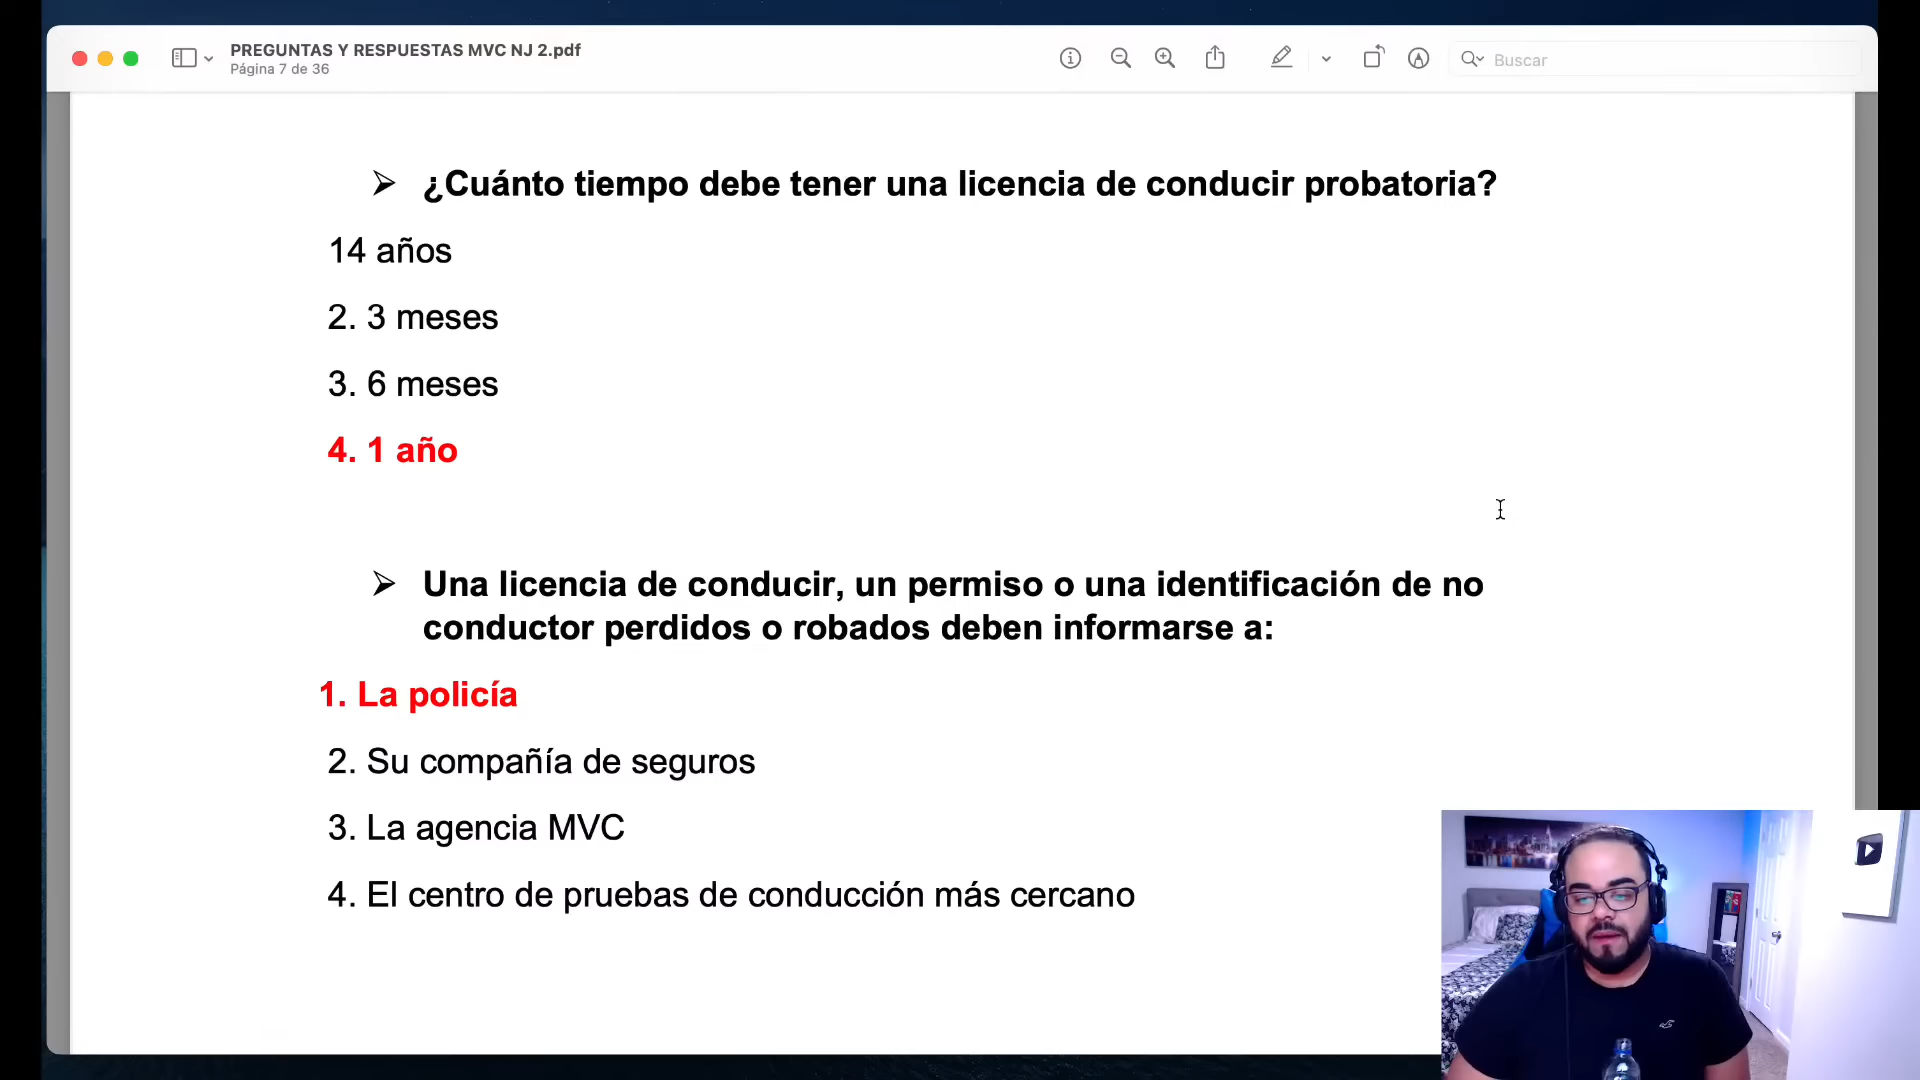 PREGUNTAS Y RESPUESTAS MVC NJ 2.pdf
Página 7 de 36
Buscar
➢ ¿Cuánto tiempo debe tener una licencia de conducir probatoria?
14 años
2. 3 meses
3. 6 meses
4. 1 año
➢ Una licencia de conducir, un permiso o una identificación de no
conductor perdidos o robados deben informarse a:
1. La policía
2. Su compañía de seguros
3. La agencia MVC
4. El centro de pruebas de conducción más cercano